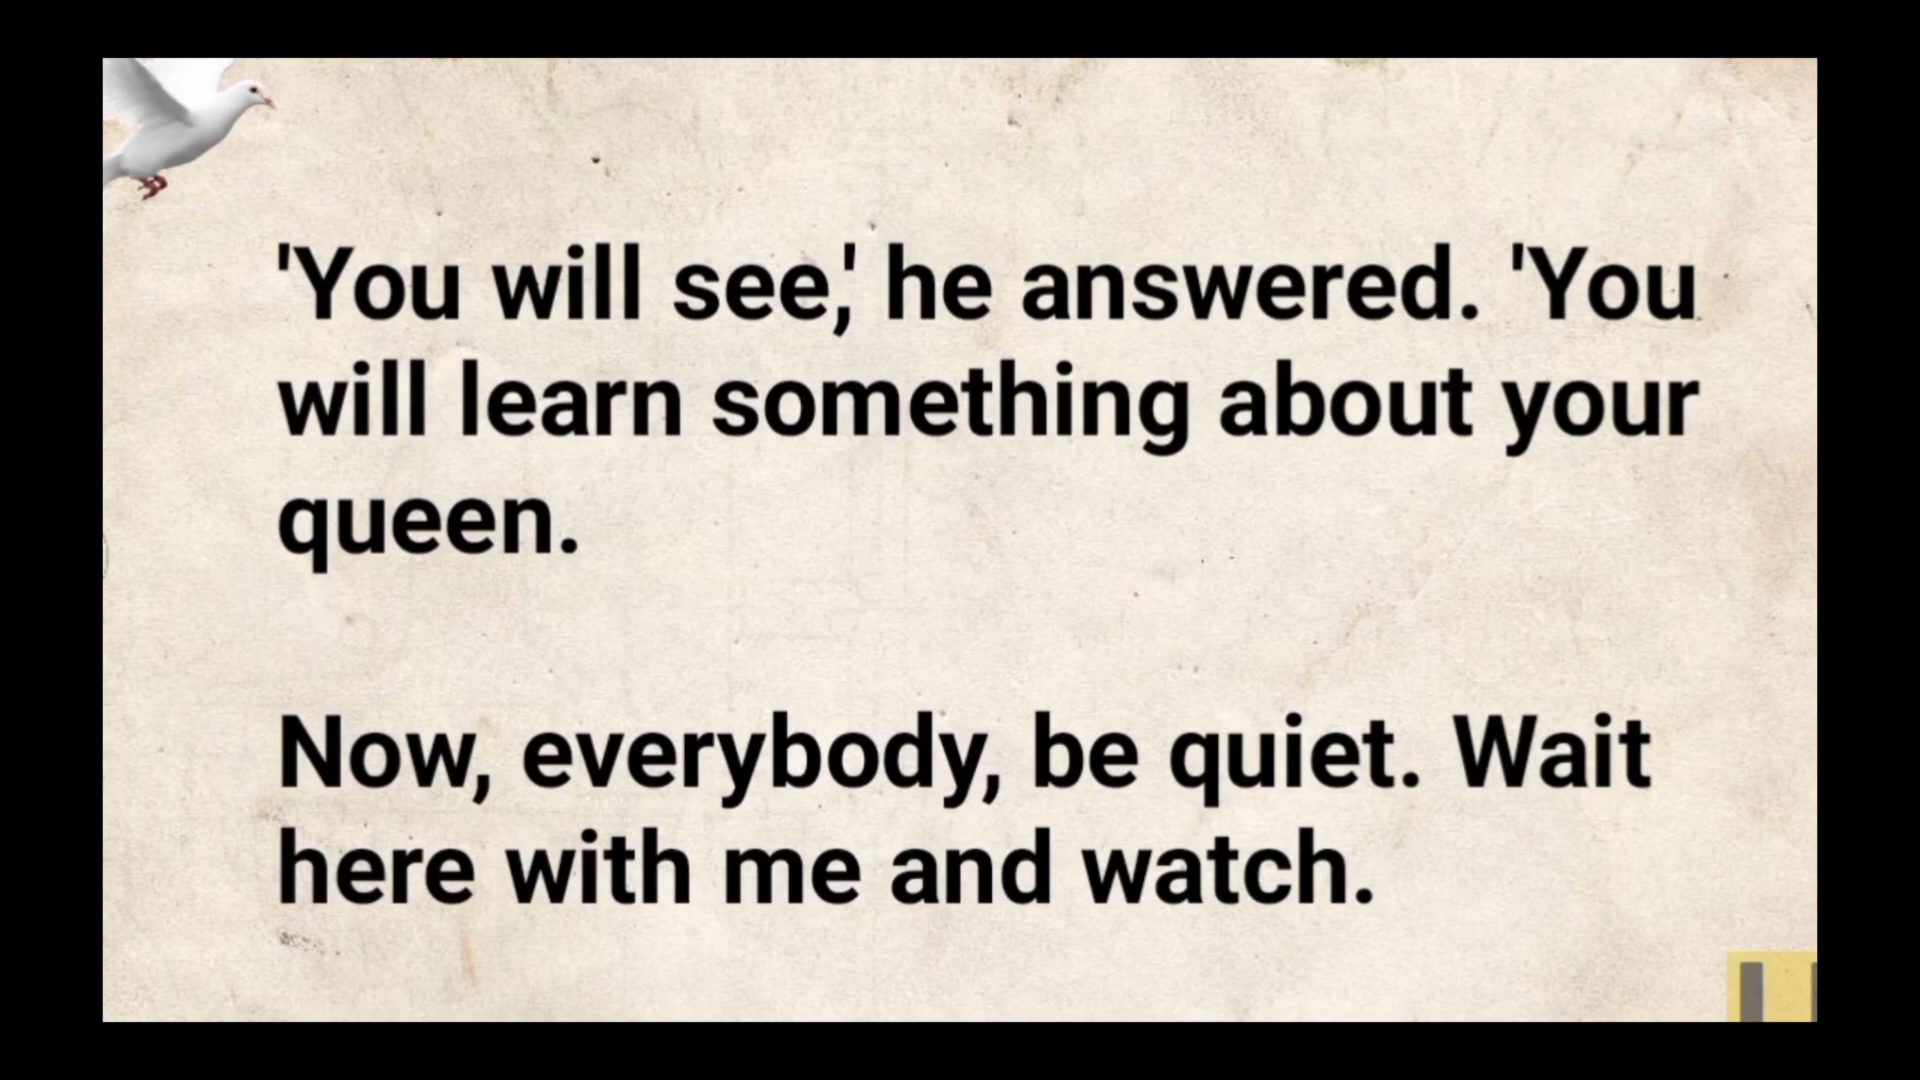 'You will see,' he answered. 'You
will learn something about your
queen.
Now, everybody, be quiet. Wait
here with me and watch.